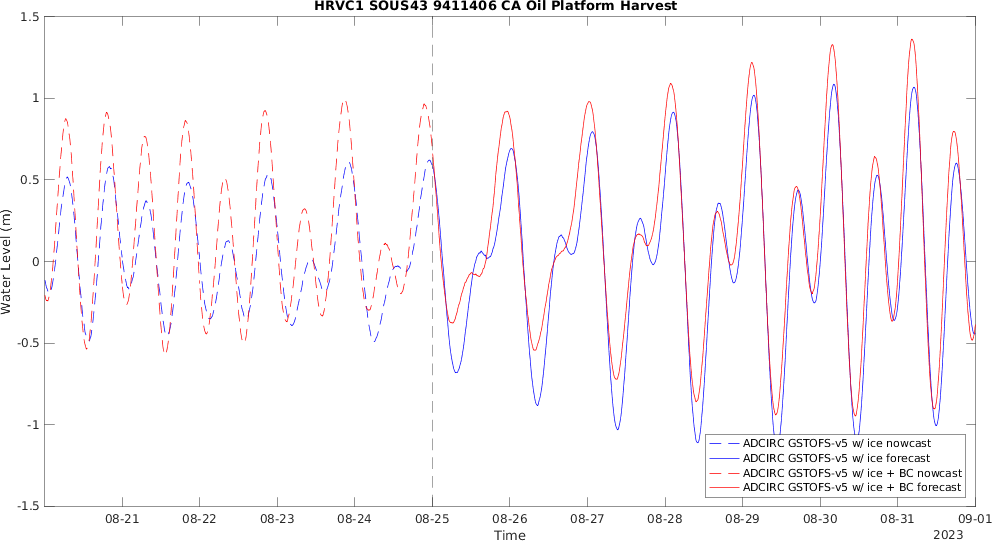 HRVC1 SOUS43 9411406 CA Oil Platform Harvest
1.5
1
0.5
0
-0.5
-1
-1.5
Water Level (m)
ADCIRC GSTOFS-v5 w/ ice nowcast
ADCIRC GSTOFS-v5 w/ ice forecast
ADCIRC GSTOFS-v5 w/ ice + BC nowcast
ADCIRC GSTOFS-v5 w/ ice + BC forecast
08-21 08-22 08-23 08-24 08-25 08-26 08-27 08-28 08-29 08-30 08-31 09-01
Time
2023